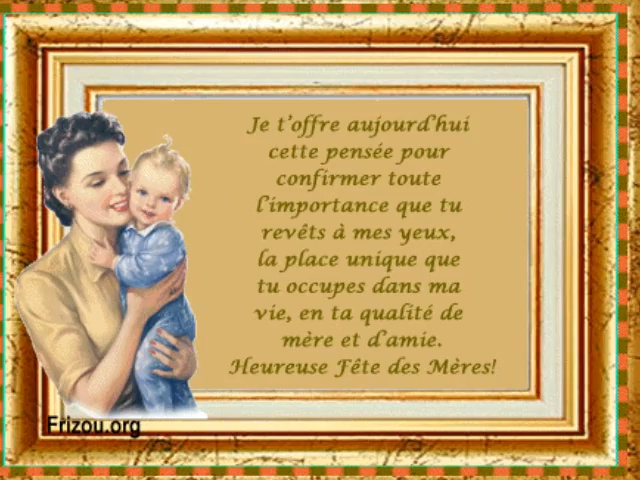 Je t'offre aujourd'hui
cette pensée pour
confirmer toute
l'importance que tu
revêts à mes yeux,
la place unique que
tu occupes dans ma
vie, en ta qualité de
mère et d'amie.
Heureuse Fête des Mères!
Frizou.org